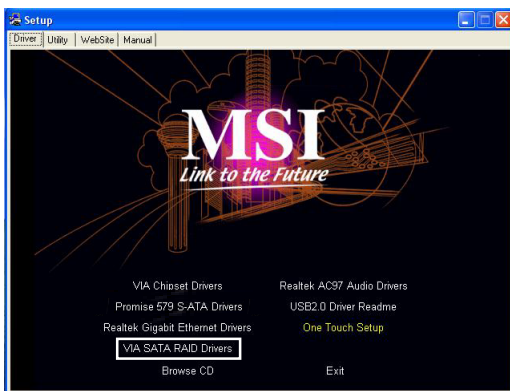 Setup
Driver Utility WebSite Manual
MSI
Link to the Future
VIA Chipset Drivers
Realtek AC97 Audio Drivers
Promise 579 S-ATA Drivers
USB2.0 Driver Readme
Realtek Gigabit Ethernet Drivers
One Touch Setup
VIA SATA RAID Drivers
Browse CD
Exit